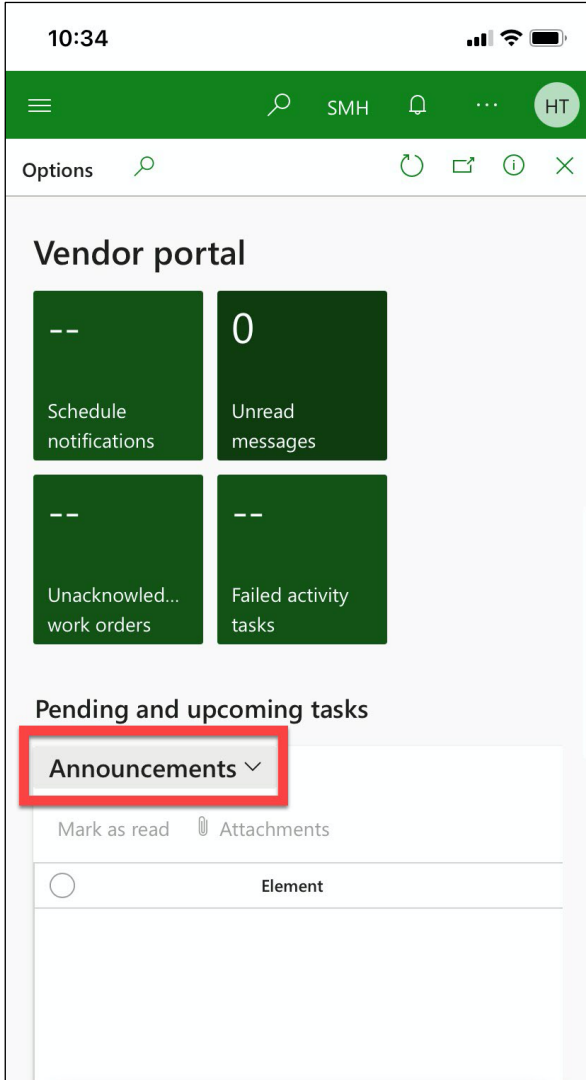 10:34
SMH
HT
Options
Vendor portal
--
0
Schedule
notifications
Unread
messages
--
--
Unacknowled...
work orders
Failed activity
tasks
Pending and upcoming tasks
Announcements
Mark as read Attachments
Element